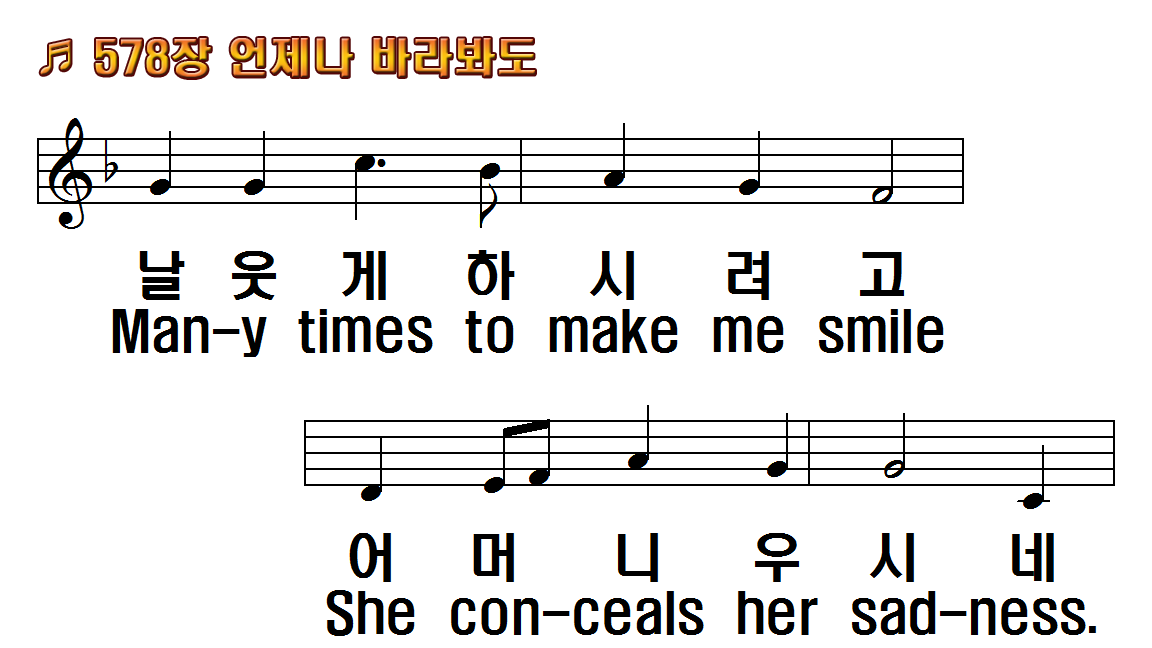 578장 언제나 바라봐도
날 웃 게 하 시 려 고
Man-y times to make me smile
어 머 니 우 시 네
She con-ceals her sad-ness.